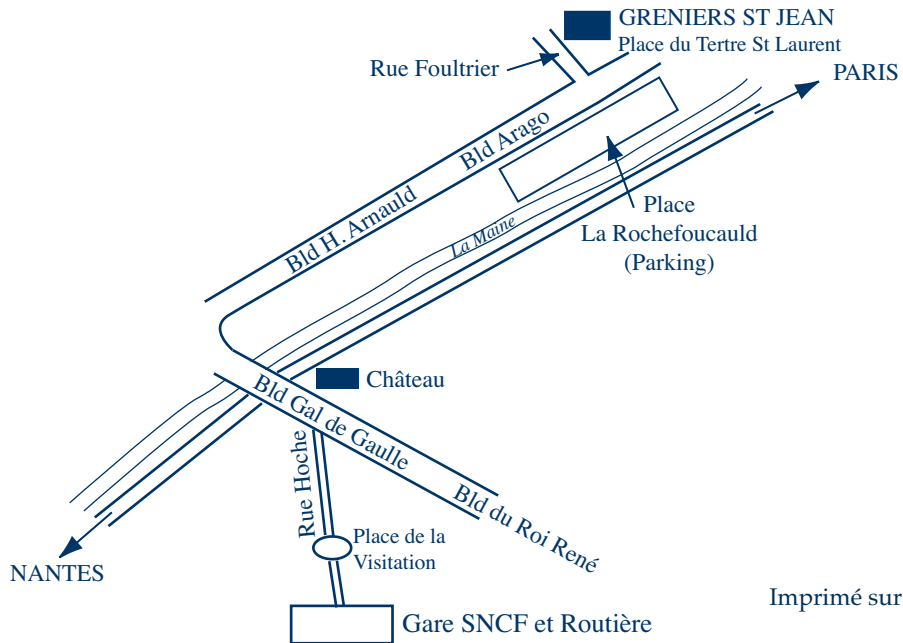 GRENIERS ST JEAN
Place du Tertre St Laurent
Rue Foultrier
PARIS
Bld Arago
Place
La Rochefoucauld
(Parking)
Bld H. Arnauld
La Maine
Château
Bld Gal de Gaulle
Rue Hoche
Bld du Roi René
Place de la
Visitation
NANTES
Imprimé sur
Gare SNCF et Routière